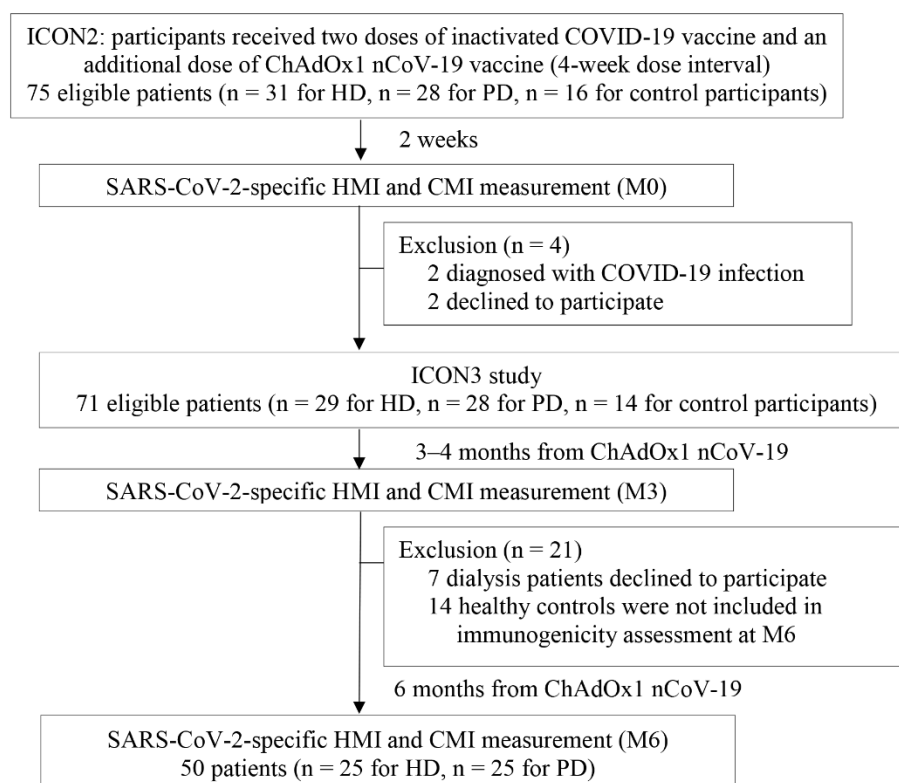 ICON2: participants received two doses of inactivated COVID-19 vaccine and an
additional dose of ChAdOx1 nCoV-19 vaccine (4-week dose interval)
75 eligible patients (n = 31 for HD, n = 28 for PD, n = 16 for control participants)
2 weeks
SARS-CoV-2-specific HMI and CMI measurement (M0)
Exclusion (n = 4)
2 diagnosed with COVID-19 infection
2 declined to participate
ICON3 study
71 eligible patients (n = 29 for HD, n = 28 for PD, n = 14 for control participants)
3–4 months from ChAdOx1 nCoV-19
SARS-CoV-2-specific HMI and CMI measurement (M3)
Exclusion (n = 21)
7 dialysis patients declined to participate
14 healthy controls were not included in
immunogenicity assessment at M6
6 months from ChAdOx1 nCoV-19
SARS-CoV-2-specific HMI and CMI measurement (M6)
50 patients (n = 25 for HD, n = 25 for PD)